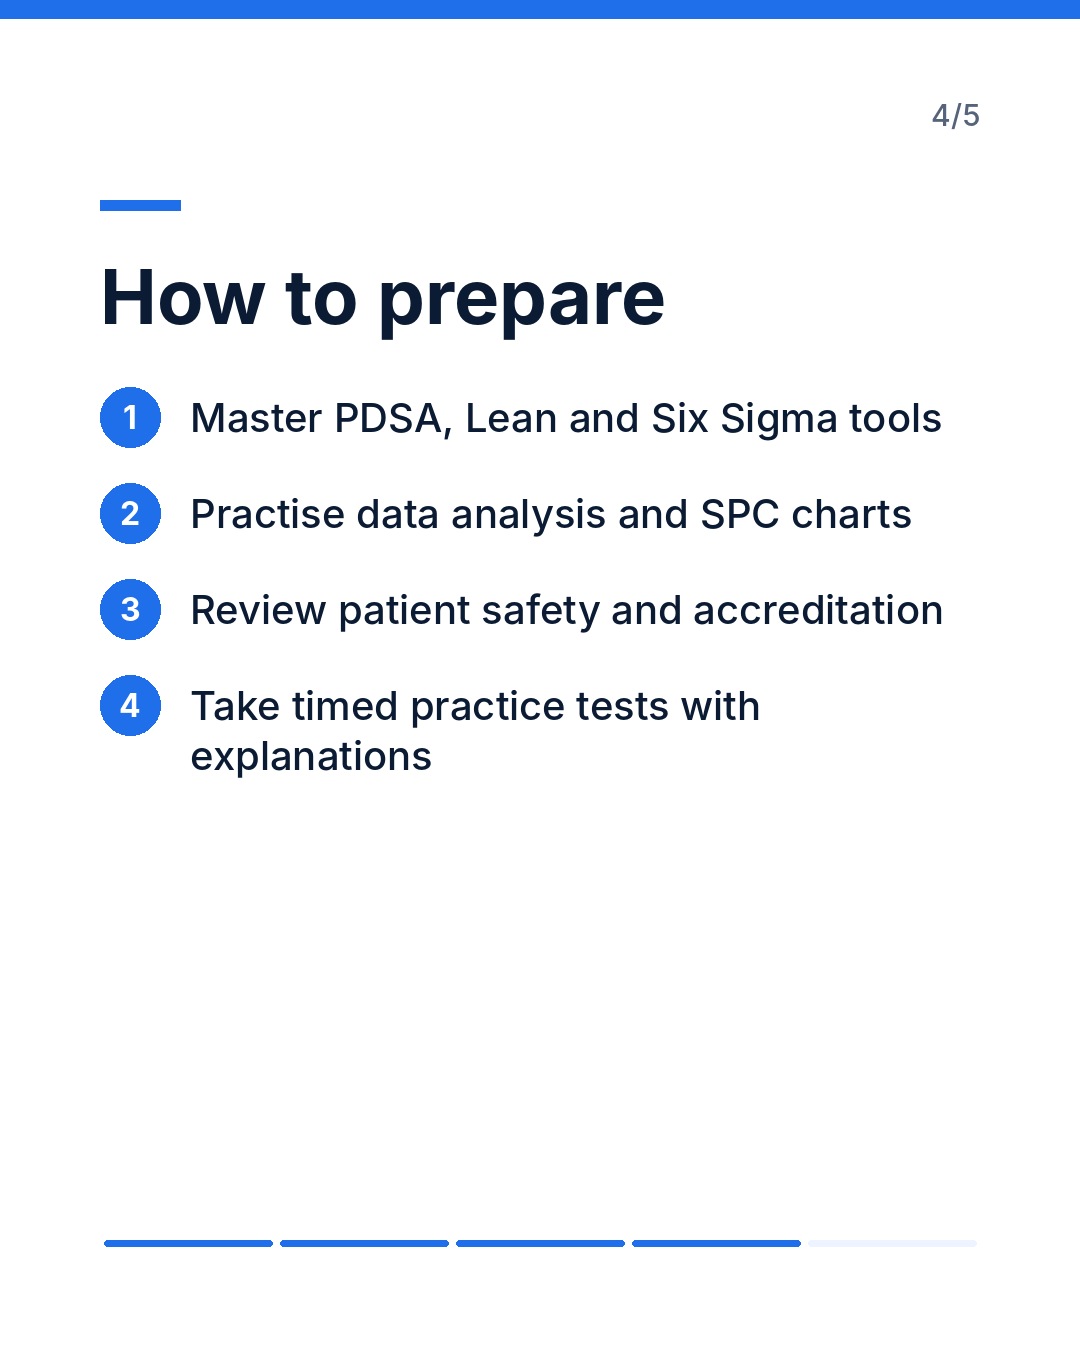 4/5
How to prepare
1 Master PDSA, Lean and Six Sigma tools
2 Practise data analysis and SPC charts
3 Review patient safety and accreditation
4 Take timed practice tests with
explanations